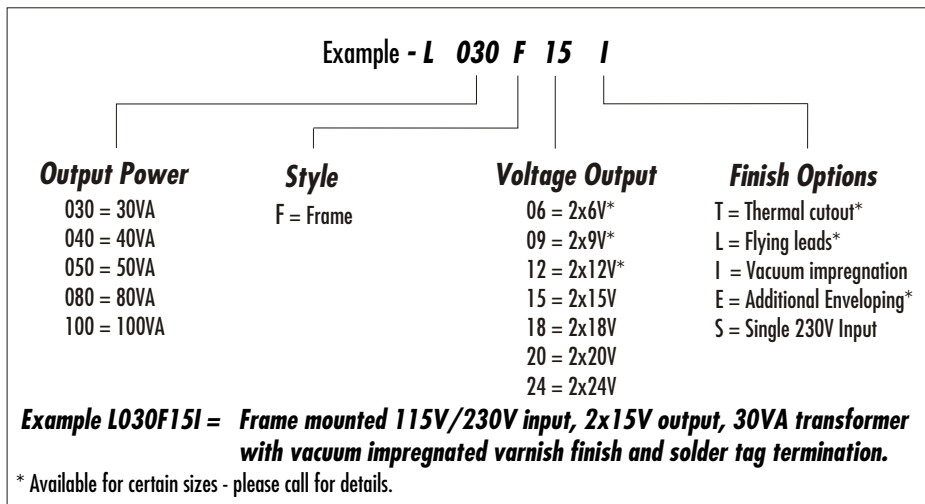 Example - L 030 F 15 I
Output Power
030 = 30VA
040 = 40VA
050 = 50VA
080 = 80VA
100 = 100VA
Style
F = Frame
Voltage Output
06 = 2x6V*
09 = 2x9V*
12 = 2x12V*
15 = 2x15V
18 = 2x18V
20 = 2x20V
24 = 2x24V
Finish Options
T = Thermal cutout*
L = Flying leads*
I = Vacuum impregnation
E = Additional Enveloping*
S = Single 230V Input
Example L030F15I = Frame mounted 115V/230V input, 2x15V output, 30VA transformer
with vacuum impregnated varnish finish and solder tag termination.
* Available for certain sizes - please call for details.